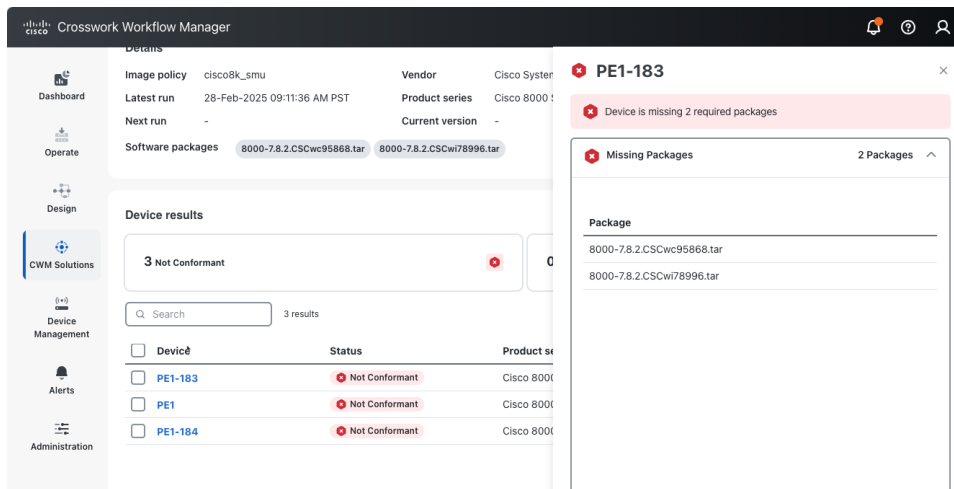 cisco Crosswork Workflow Manager
Dashboard
Operate
Design
CWM Solutions
Device
Management
Alerts
Administration
Details
Image policy cisco8k_smu Vendor Cisco System
Latest run 28-Feb-2025 09:11:36 AM PST Product series Cisco 8000
Next run - Current version -
Software packages 8000-7.8.2.CSCwc95868.tar 8000-7.8.2.CSCwi78996.tar
Device results
3 Not Conformant 0
Search 3 results
Device Status Product se
PE1-183 Not Conformant Cisco 8000
PE1 Not Conformant Cisco 8000
PE1-184 Not Conformant Cisco 8000
PE1-183
Device is missing 2 required packages
Missing Packages 2 Packages
Package
8000-7.8.2.CSCwc95868.tar
8000-7.8.2.CSCwi78996.tar